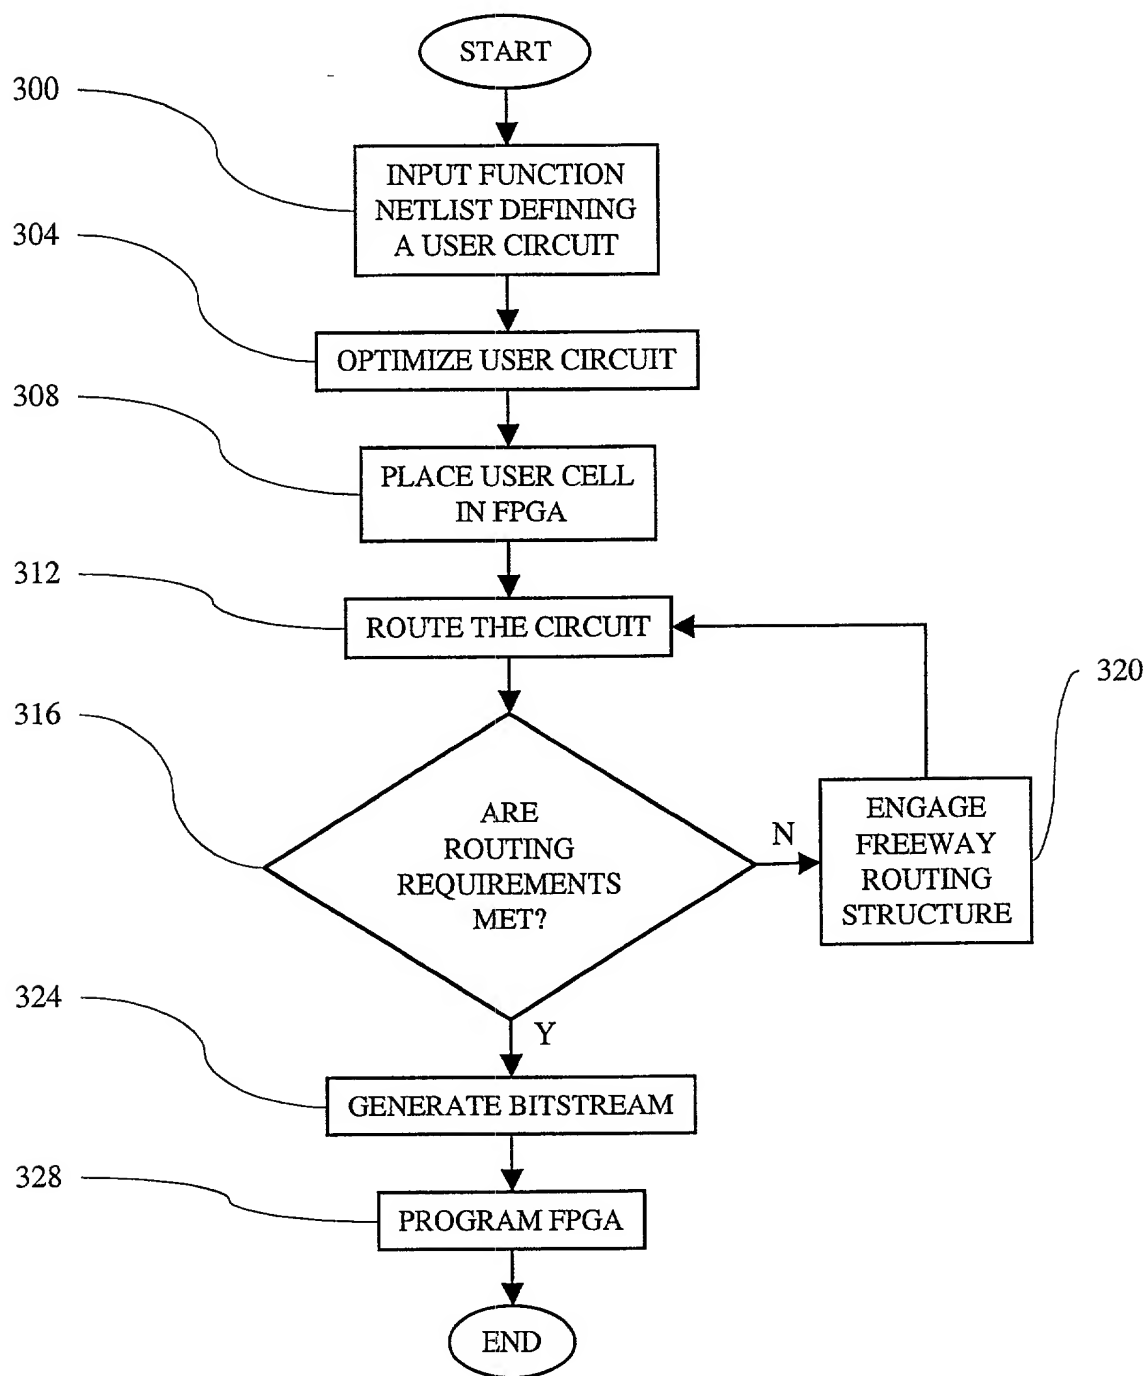 START
300
INPUT FUNCTION
NETLIST DEFINING
A USER CIRCUIT
304
OPTIMIZE USER CIRCUIT
308
PLACE USER CELL
IN FPGA
312
ROUTE THE CIRCUIT
320
316
ARE
ROUTING
REQUIREMENTS
MET?
N
ENGAGE
FREEWAY
ROUTING
STRUCTURE
324
Y
GENERATE BITSTREAM
328
PROGRAM FPGA
END